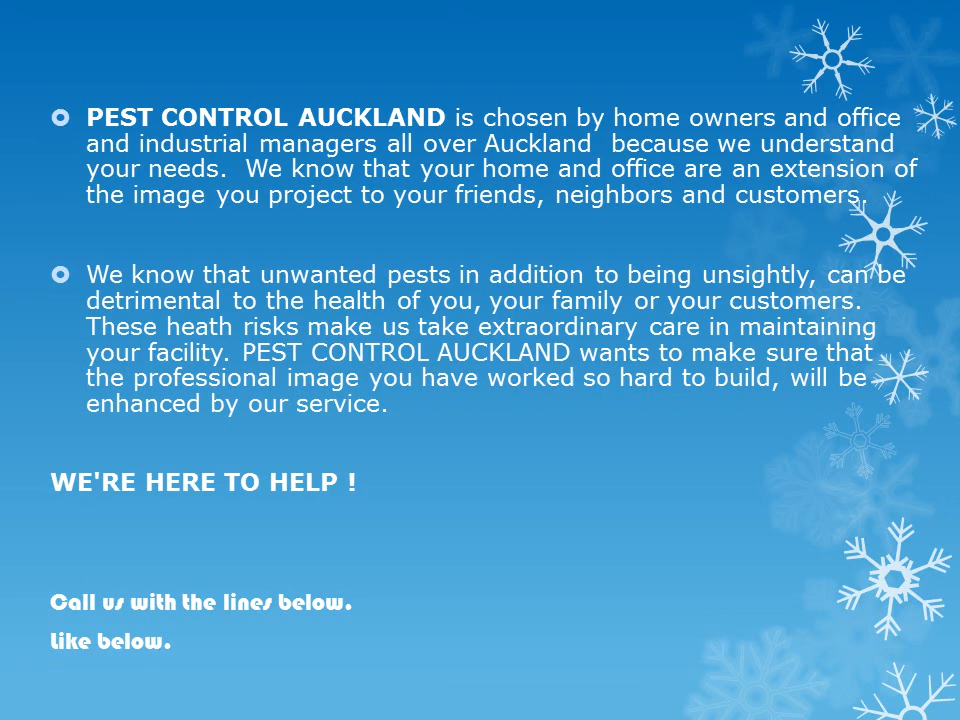 PEST CONTROL AUCKLAND is chosen by home owners and office
and industrial managers all over Auckland  because we understand
your needs.  We know that your home and office are an extension of
the image you project to your friends, neighbors and customers.
We know that unwanted pests in addition to being unsightly, can be
detrimental to the health of you, your family or your customers.
These heath risks make us take extraordinary care in maintaining
your facility. PEST CONTROL AUCKLAND wants to make sure that
the professional image you have worked so hard to build, will be
enhanced by our service.
WE'RE HERE TO HELP !
Call us with the lines below.
Like below.